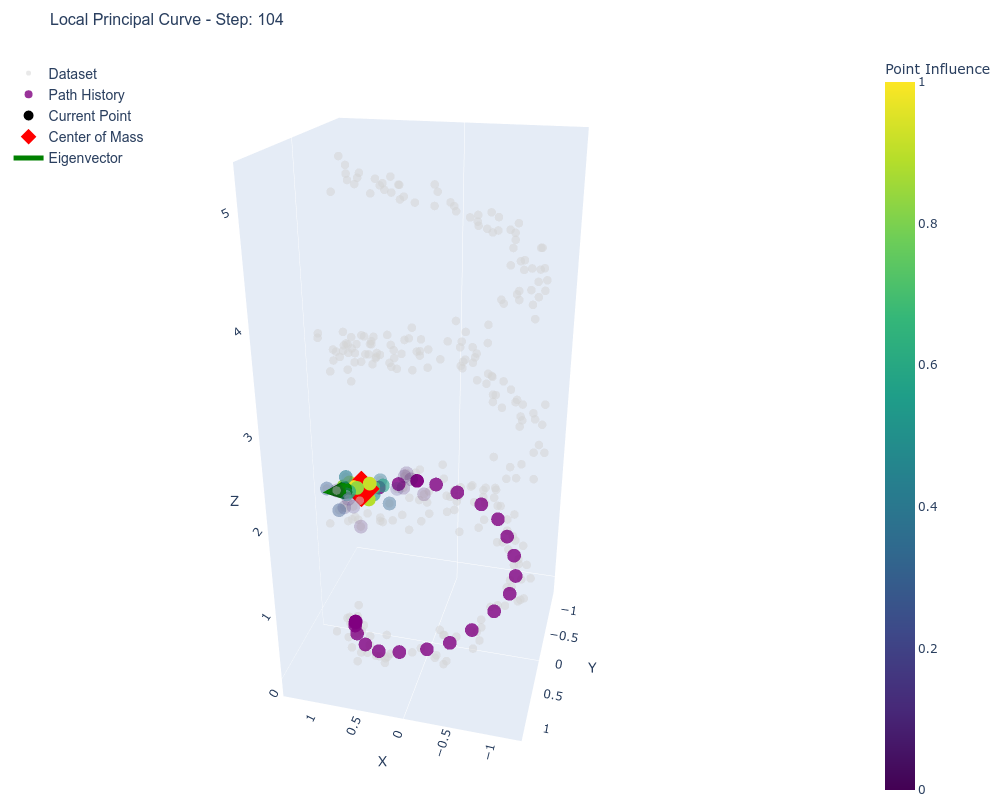 Local Principal Curve - Step: 104
Dataset
Path History
Current Point
Center of Mass
Eigenvector
Point Influence
1
0.8
0.6
0.4
0.2
0
5
4
3
Z
2
1
0
1
0.5
0
−0.5
−1
X
−1
−0.5
0
Y
0.5
1